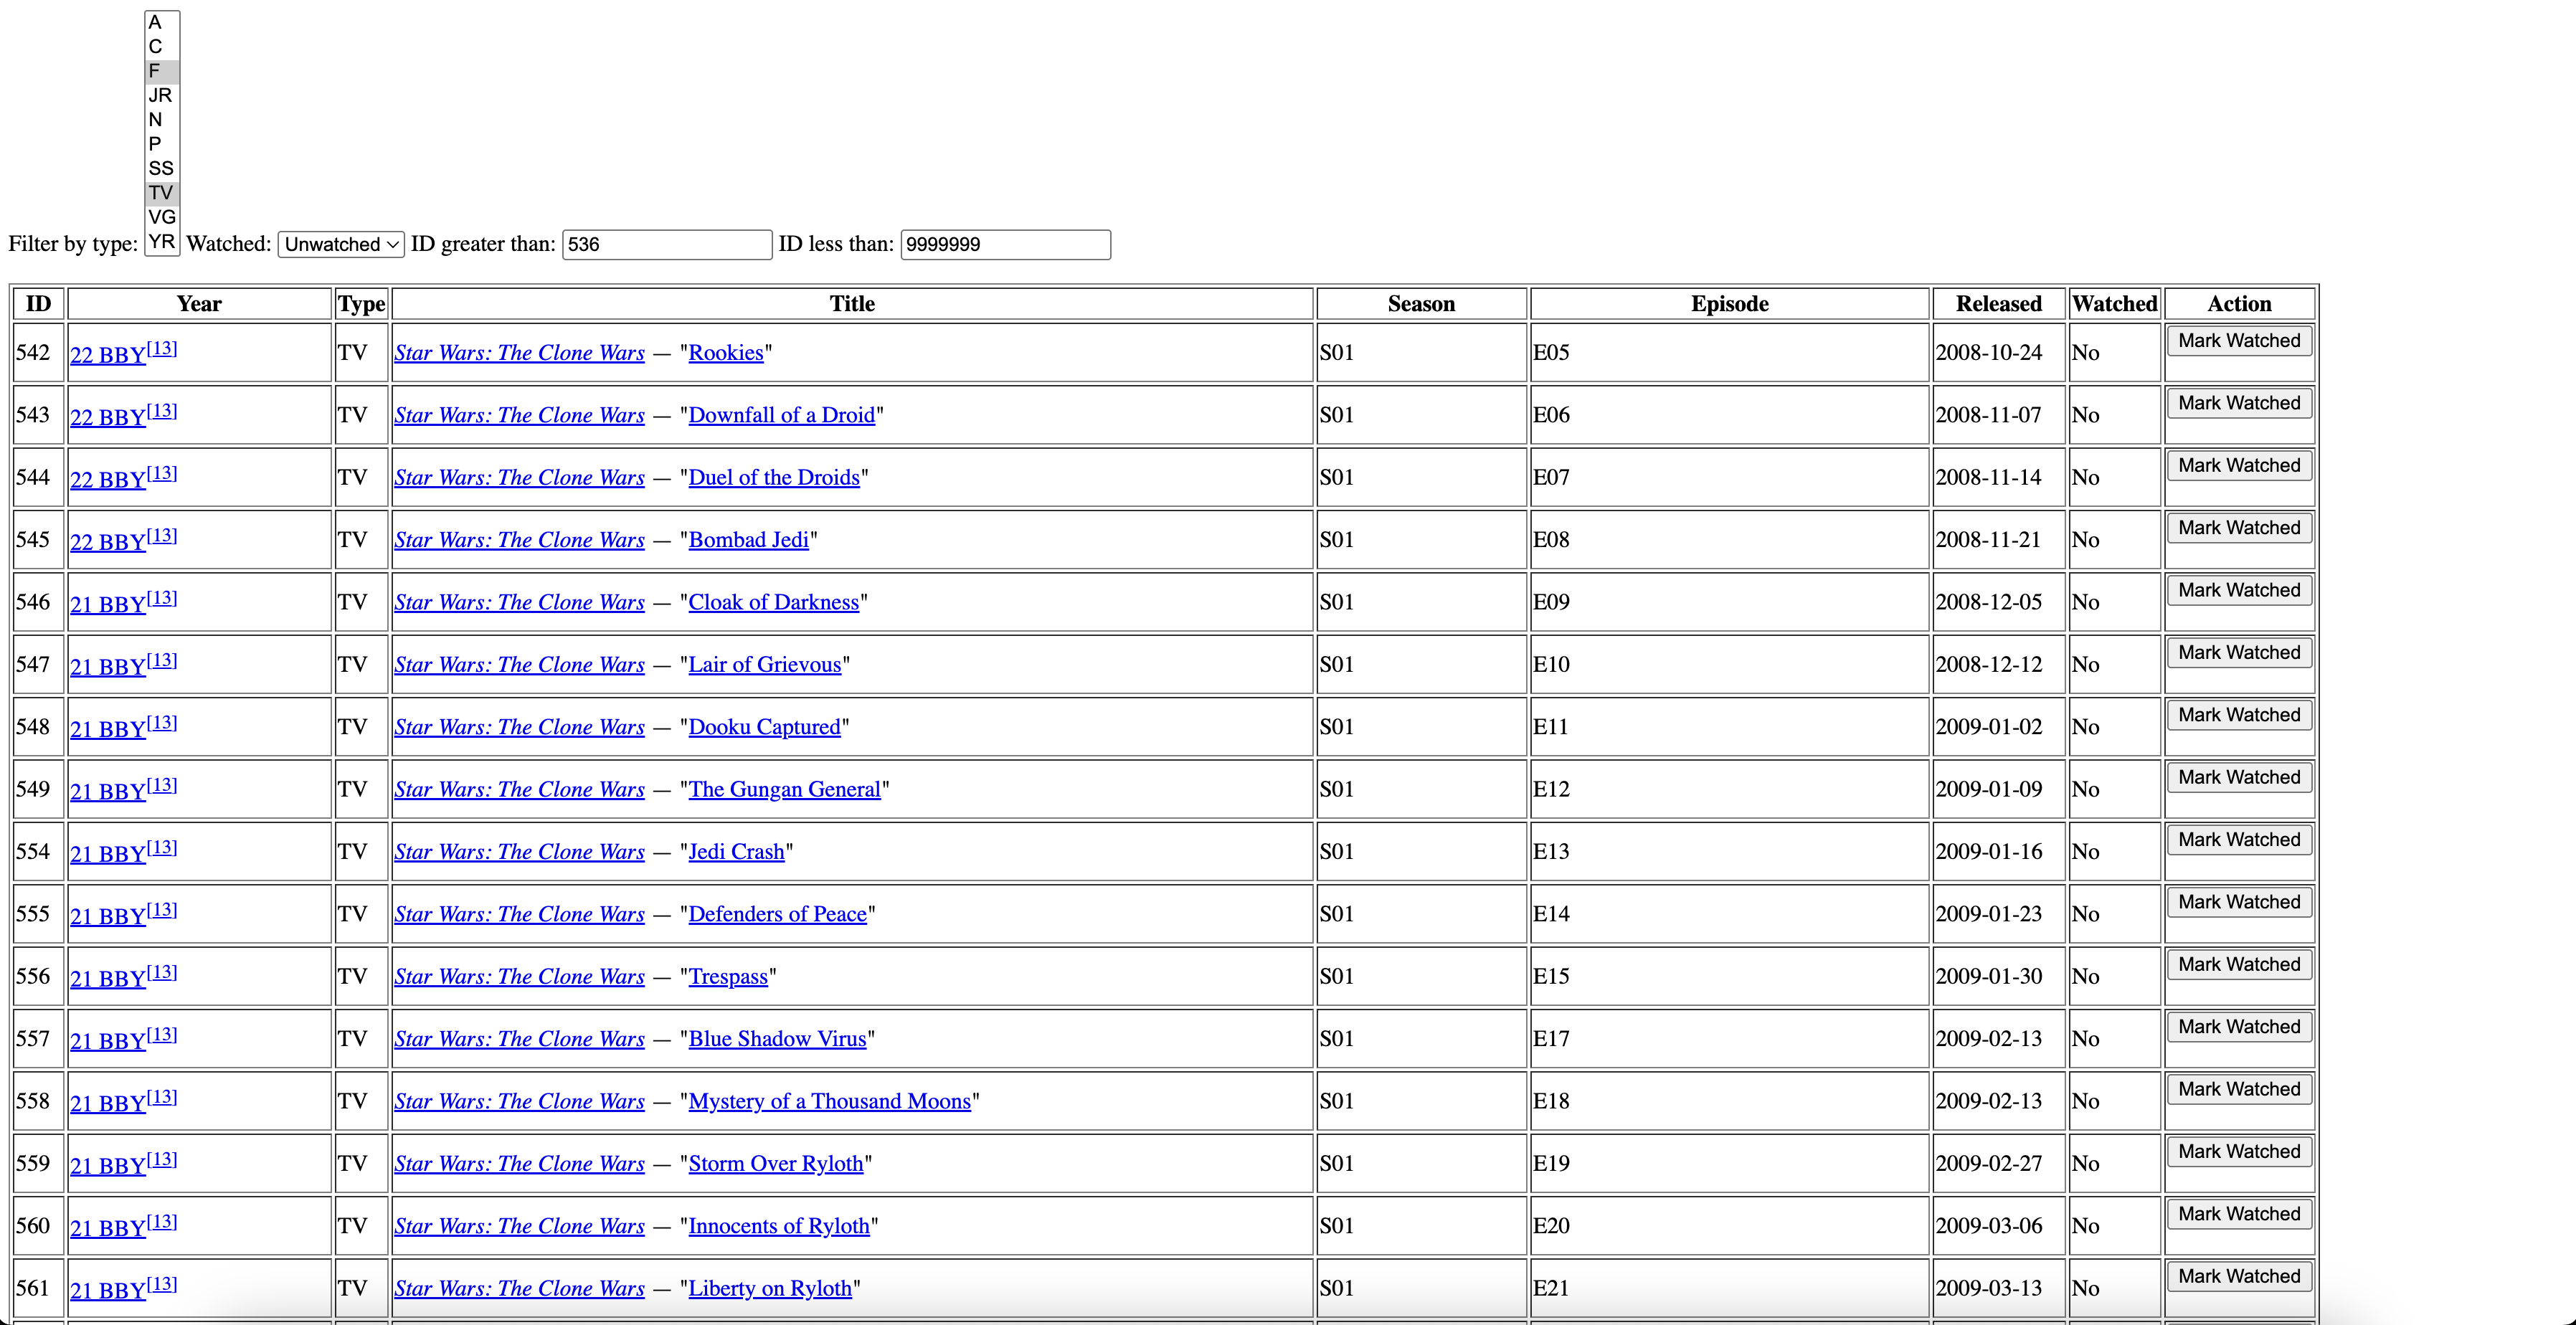 A
C
F
JR
N
P
SS
TV
VG
YR
Filter by type: Watched: Unwatched ID greater than: 536 ID less than: 9999999
ID Year Type Title Season Episode Released Watched Action
542 22 BBY[13] TV Star Wars: The Clone Wars — "Rookies" S01 E05 2008-10-24 No Mark Watched
543 22 BBY[13] TV Star Wars: The Clone Wars — "Downfall of a Droid" S01 E06 2008-11-07 No Mark Watched
544 22 BBY[13] TV Star Wars: The Clone Wars — "Duel of the Droids" S01 E07 2008-11-14 No Mark Watched
545 22 BBY[13] TV Star Wars: The Clone Wars — "Bombad Jedi" S01 E08 2008-11-21 No Mark Watched
546 21 BBY[13] TV Star Wars: The Clone Wars — "Cloak of Darkness" S01 E09 2008-12-05 No Mark Watched
547 21 BBY[13] TV Star Wars: The Clone Wars — "Lair of Grievous" S01 E10 2008-12-12 No Mark Watched
548 21 BBY[13] TV Star Wars: The Clone Wars — "Dooku Captured" S01 E11 2009-01-02 No Mark Watched
549 21 BBY[13] TV Star Wars: The Clone Wars — "The Gungan General" S01 E12 2009-01-09 No Mark Watched
554 21 BBY[13] TV Star Wars: The Clone Wars — "Jedi Crash" S01 E13 2009-01-16 No Mark Watched
555 21 BBY[13] TV Star Wars: The Clone Wars — "Defenders of Peace" S01 E14 2009-01-23 No Mark Watched
556 21 BBY[13] TV Star Wars: The Clone Wars — "Trespass" S01 E15 2009-01-30 No Mark Watched
557 21 BBY[13] TV Star Wars: The Clone Wars — "Blue Shadow Virus" S01 E17 2009-02-13 No Mark Watched
558 21 BBY[13] TV Star Wars: The Clone Wars — "Mystery of a Thousand Moons" S01 E18 2009-02-13 No Mark Watched
559 21 BBY[13] TV Star Wars: The Clone Wars — "Storm Over Ryloth" S01 E19 2009-02-27 No Mark Watched
560 21 BBY[13] TV Star Wars: The Clone Wars — "Innocents of Ryloth" S01 E20 2009-03-06 No Mark Watched
561 21 BBY[13] TV Star Wars: The Clone Wars — "Liberty on Ryloth" S01 E21 2009-03-13 No Mark Watched